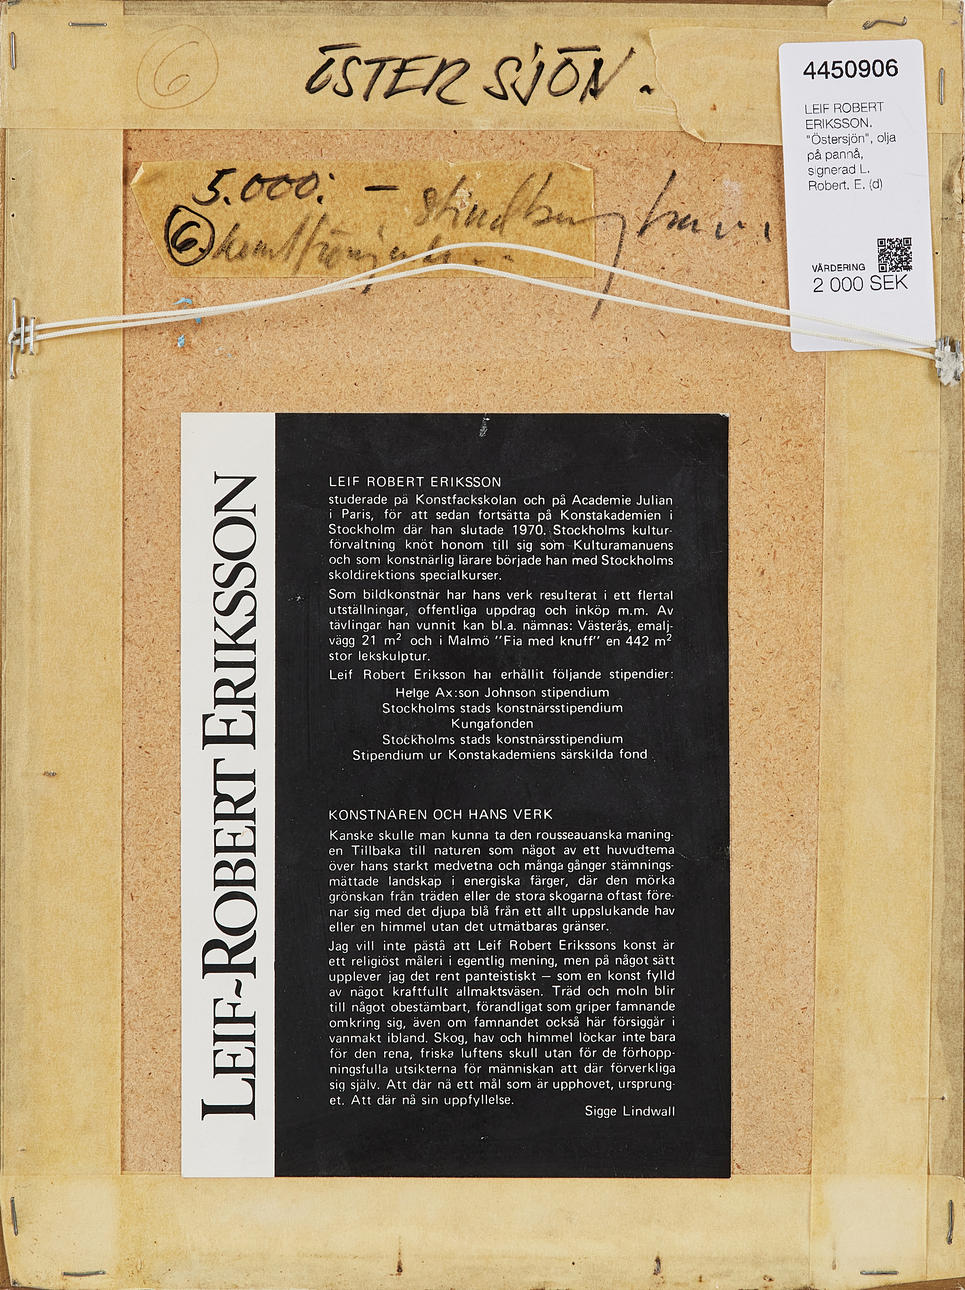 6
ÖSTERSJÖN.
4450906
LEIF ROBERT
ERIKSSON.
"Östersjön", olja
på pannå,
signerad L.
Robert. E. (d)
VÄRDERING
2 000 SEK
5.000:-
6.
LEIF~ROBERT ERIKSSON
LEIF ROBERT ERIKSSON
studerade på Konstfackskolan och på Academie Julian
i Paris, för att sedan fortsätta på Konstakademien i
Stockholm där han slutade 1970. Stockholms kultur-
förvaltning knöt honom till sig som Kulturamanuens
och som konstnärlig lärare började han med Stockholms
skoldirektions specialkurser.
Som bildkonstnär har hans verk resulterat i ett flertal
utställningar, offentliga uppdrag och inköp m.m. Av
tävlingar han vunnit kan bl.a. nämnas: Västerås, emalj-
vägg 21 m² och i Malmö "Fia med knuff" en 442 m²
stor lekskulptur.
Leif Robert Eriksson har erhållit följande stipendier:
Helge Ax:son Johnson stipendium
Stockholms stads konstnärsstipendium
Kungafonden
Stockholms stads konstnärsstipendium
Stipendium ur Konstakademiens särskilda fond
KONSTNÄREN OCH HANS VERK
Kanske skulle man kunna ta den rousseauanska maning-
en Tillbaka till naturen som något av ett huvudtema
över hans starkt medvetna och många gånger stämnings-
mättade landskap i energiska färger, där den mörka
grönskan från träden eller de stora skogarna oftast före-
nar sig med det djupa blå från ett allt uppslukande hav
eller en himmel utan det utmätbaras gränser.
Jag vill inte påstå att Leif Robert Erikssons konst är
ett religiöst måleri i egentlig mening, men på något sätt
upplever jag det rent panteistiskt — som en konst fylld
av något kraftfullt allmaktsväsen. Träd och moln blir
till något obestämbart, förandligat som griper famnande
omkring sig, även om famnandet också här försiggår i
vanmakt ibland. Skog, hav och himmel lockar inte bara
för den rena, friska luftens skull utan för de förhopp-
ningsfulla utsikterna för människan att där förverkliga
sig själv. Att där nå ett mål som är upphovet, ursprung-
et. Att där nå sin uppfyllelse.
Sigge Lindwall